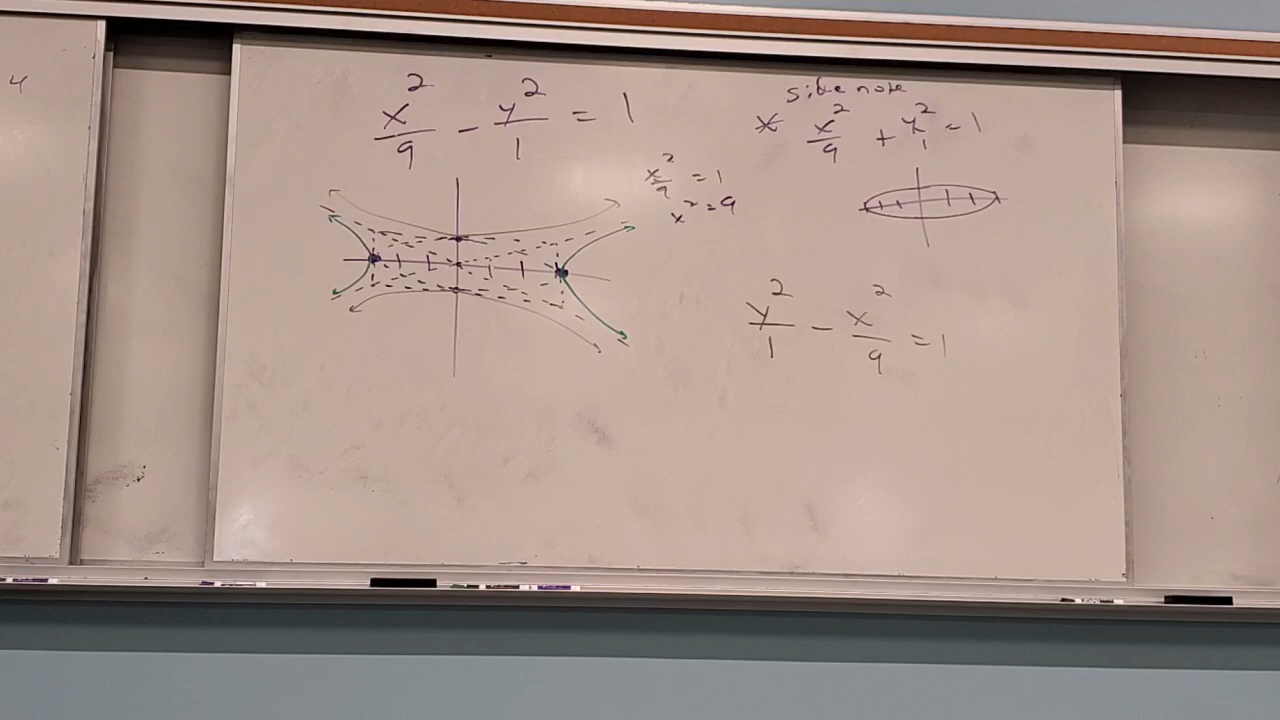 4
x²/9 - y²/1 = 1
side note
* x²/9 + y²/1 = 1
x²/9 = 1
x² = 9
y²/1 - x²/9 = 1